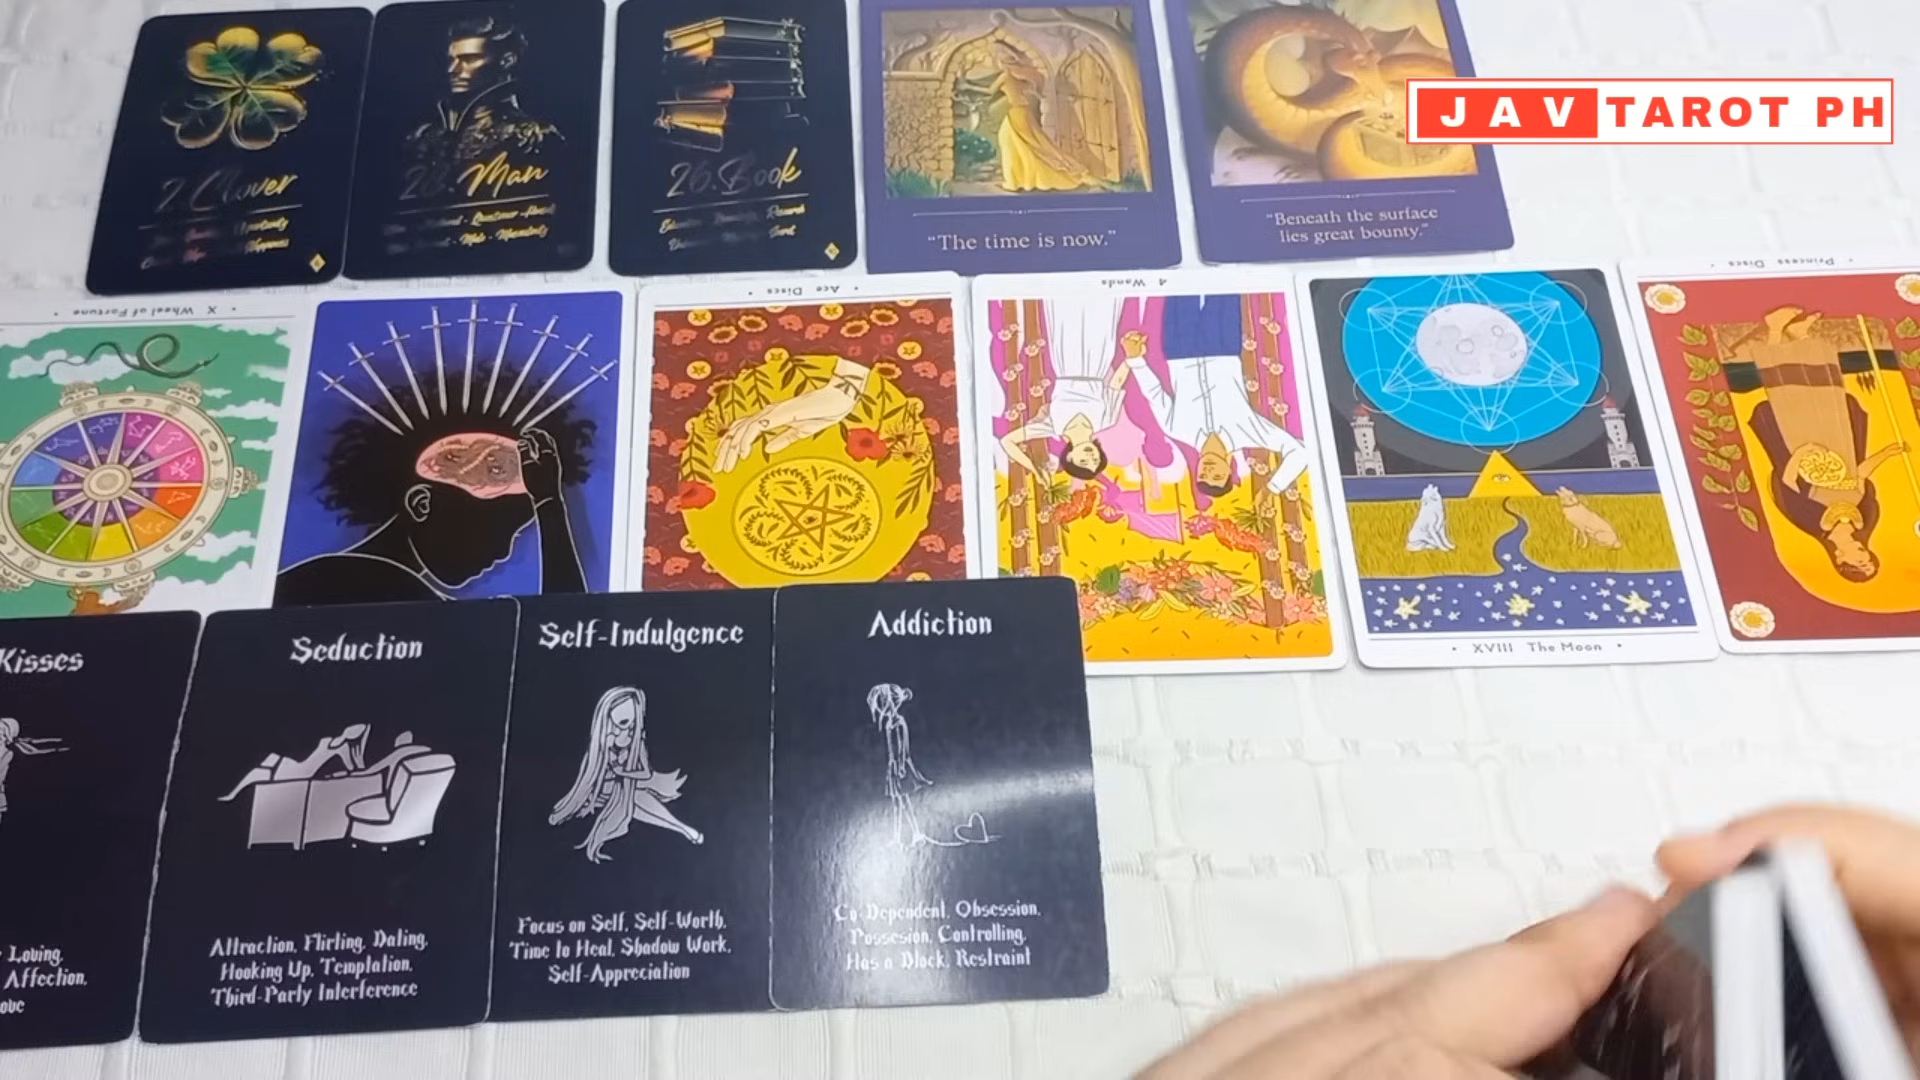 JAV TAROT PH
2. Clover
Man
26. Book
"The time is now."
"Beneath the surface
lies great bounty."
X Wheel of Fortune
Ace Discs
4 Wands
XVIII The Moon
Princess Discs
Kisses
Loving,
Affection,
Seduction
Attraction, Flirting, Dating,
Hooking Up, Temptation,
Third-Party Interference
Self-Indulgence
Focus on Self, Self-Worth,
Time to Heal, Shadow Work,
Self-Appreciation
Addiction
Co-Dependent, Obsession,
Possesion, Controlling,
Has a Block, Restraint